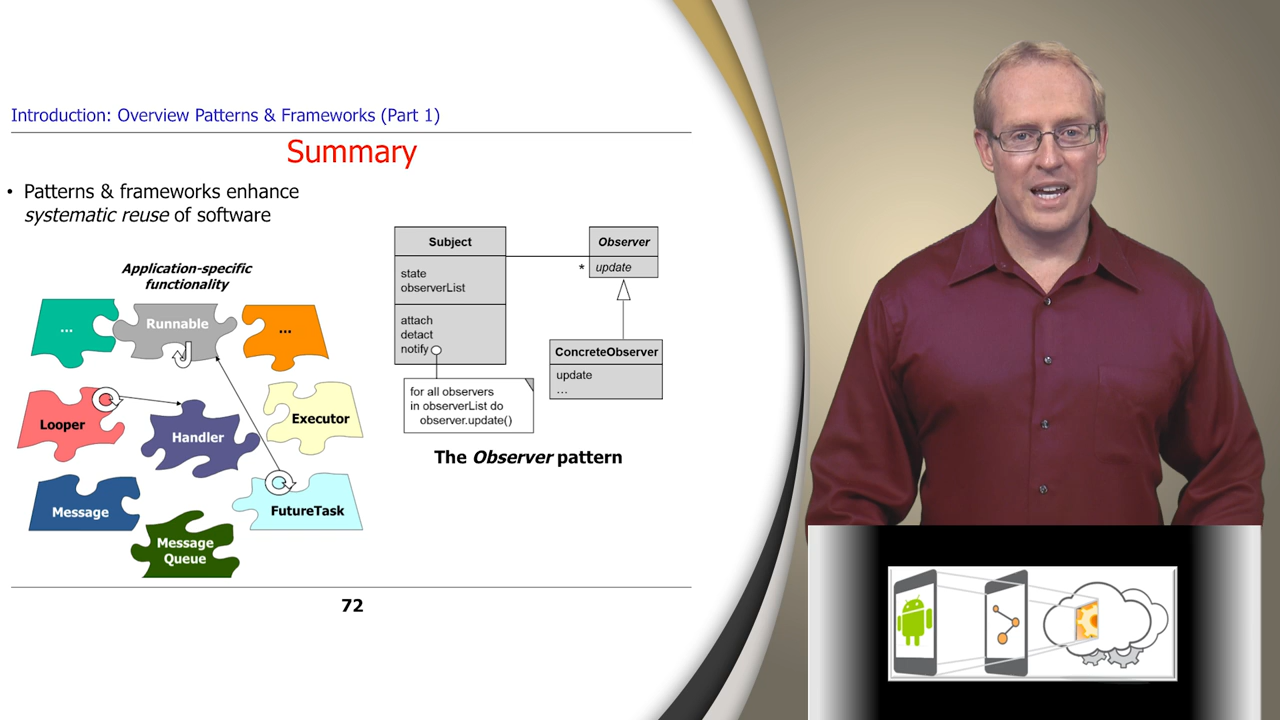 Introduction: Overview Patterns & Frameworks (Part 1)
Summary
• Patterns & frameworks enhance
systematic reuse of software
Application-specific
functionality
...
Runnable
...
Looper
Handler
Executor
Message
FutureTask
Message
Queue
Subject
state
observerList
attach
detact
notify
for all observers
in observerList do
observer.update()
Observer
* update
ConcreteObserver
update
...
The Observer pattern
72